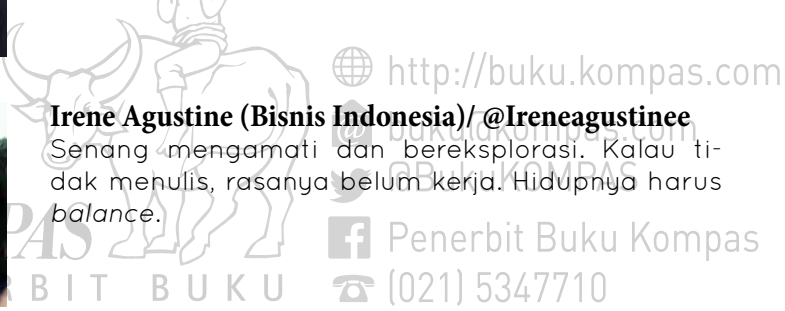 http://buku.kompas.com
Irene Agustine (Bisnis Indonesia)/ @Ireneagustinee
Senang mengamati dan bereksplorasi. Kalau ti-
@BukuKOMPAS
dak menulis, rasanya belum kerja. Hidupnya harus
balance.
Penerbit Buku Kompas
BIT BUKU
(021) 5347710